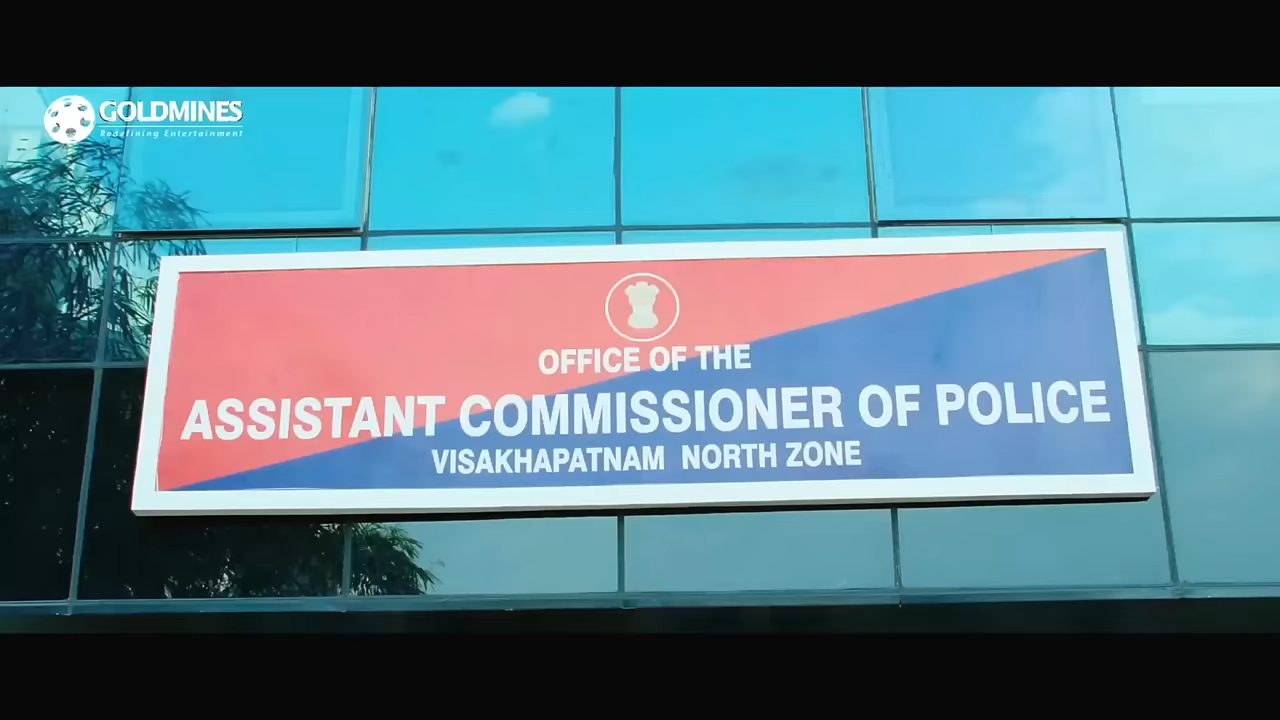 GOLDMINES
Redefining Entertainment
OFFICE OF THE
ASSISTANT COMMISSIONER OF POLICE
VISAKHAPATNAM NORTH ZONE